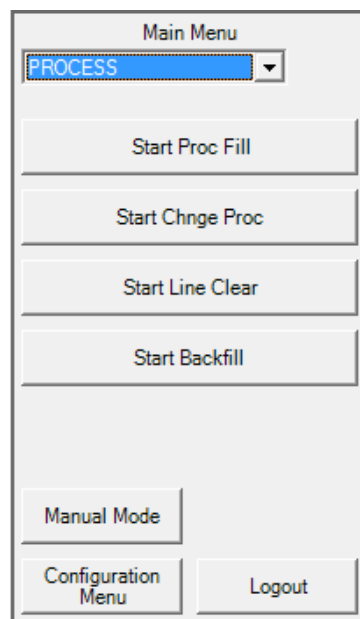 Main Menu
PROCESS
Start Proc Fill
Start Chnge Proc
Start Line Clear
Start Backfill
Manual Mode
Configuration
Menu
Logout